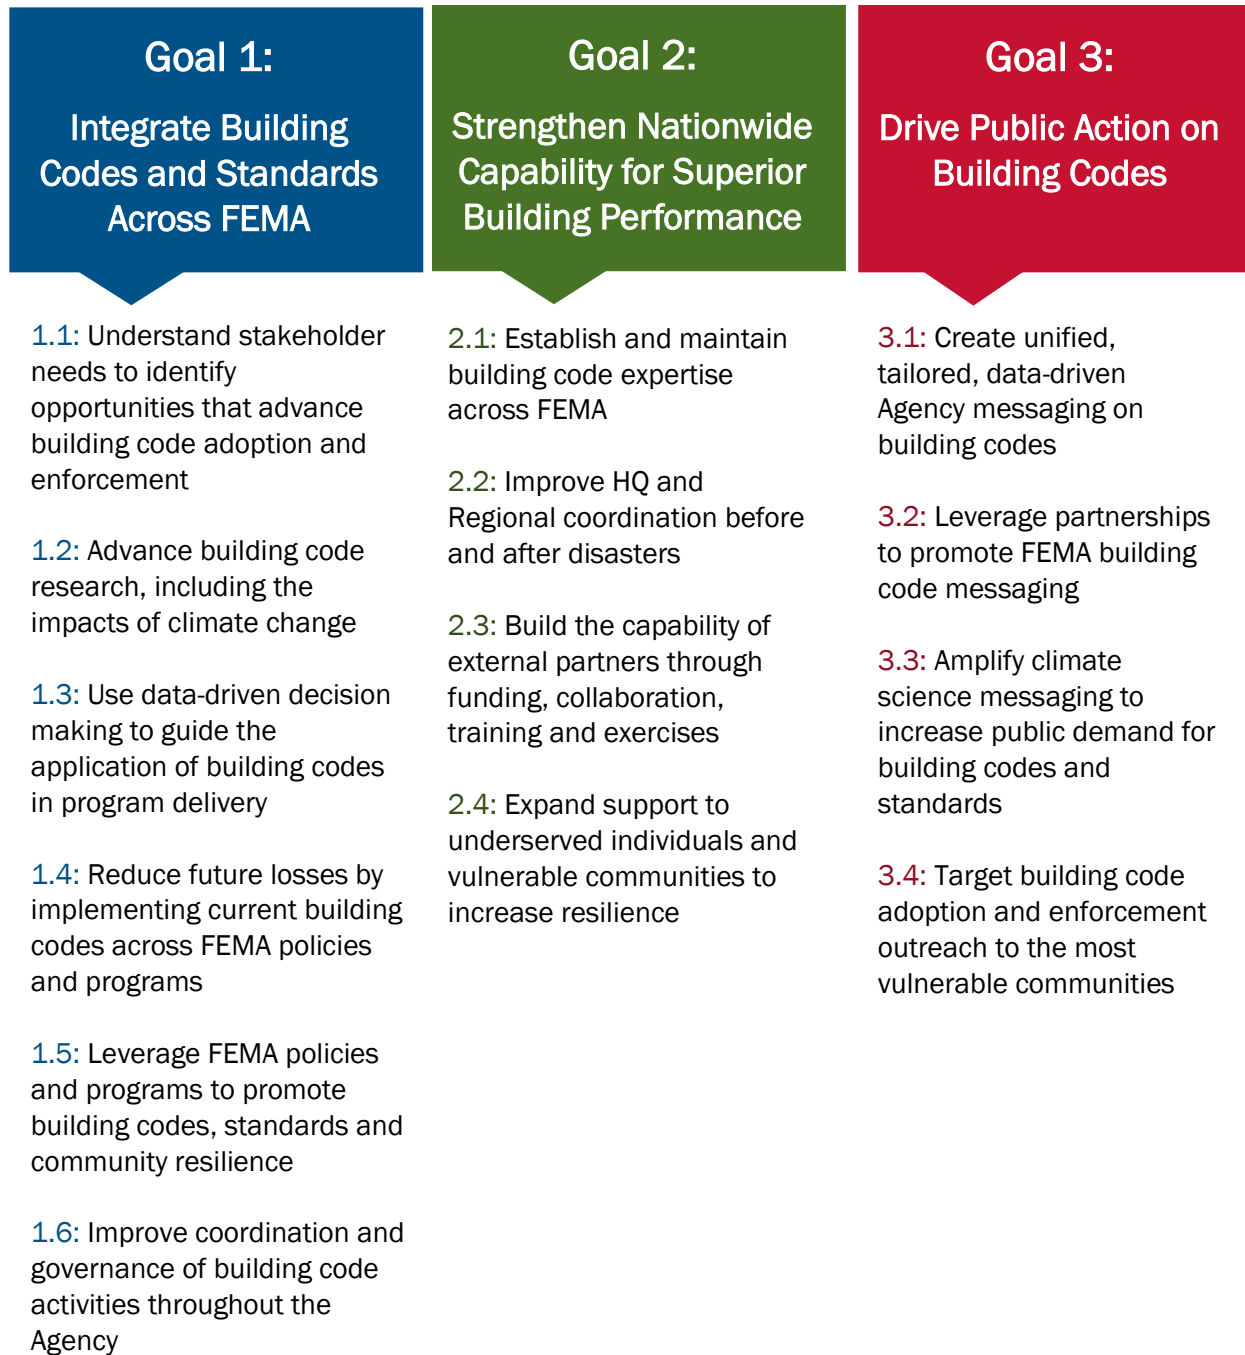 Goal 1:
Integrate Building
Codes and Standards
Across FEMA
1.1: Understand stakeholder
needs to identify
opportunities that advance
building code adoption and
enforcement
1.2: Advance building code
research, including the
impacts of climate change
1.3: Use data-driven decision
making to guide the
application of building codes
in program delivery
1.4: Reduce future losses by
implementing current building
codes across FEMA policies
and programs
1.5: Leverage FEMA policies
and programs to promote
building codes, standards and
community resilience
1.6: Improve coordination and
governance of building code
activities throughout the
Agency
Goal 2:
Strengthen Nationwide
Capability for Superior
Building Performance
2.1: Establish and maintain
building code expertise
across FEMA
2.2: Improve HQ and
Regional coordination before
and after disasters
2.3: Build the capability of
external partners through
funding, collaboration,
training and exercises
2.4: Expand support to
underserved individuals and
vulnerable communities to
increase resilience
Goal 3:
Drive Public Action on
Building Codes
3.1: Create unified,
tailored, data-driven
Agency messaging on
building codes
3.2: Leverage partnerships
to promote FEMA building
code messaging
3.3: Amplify climate
science messaging to
increase public demand for
building codes and
standards
3.4: Target building code
adoption and enforcement
outreach to the most
vulnerable communities